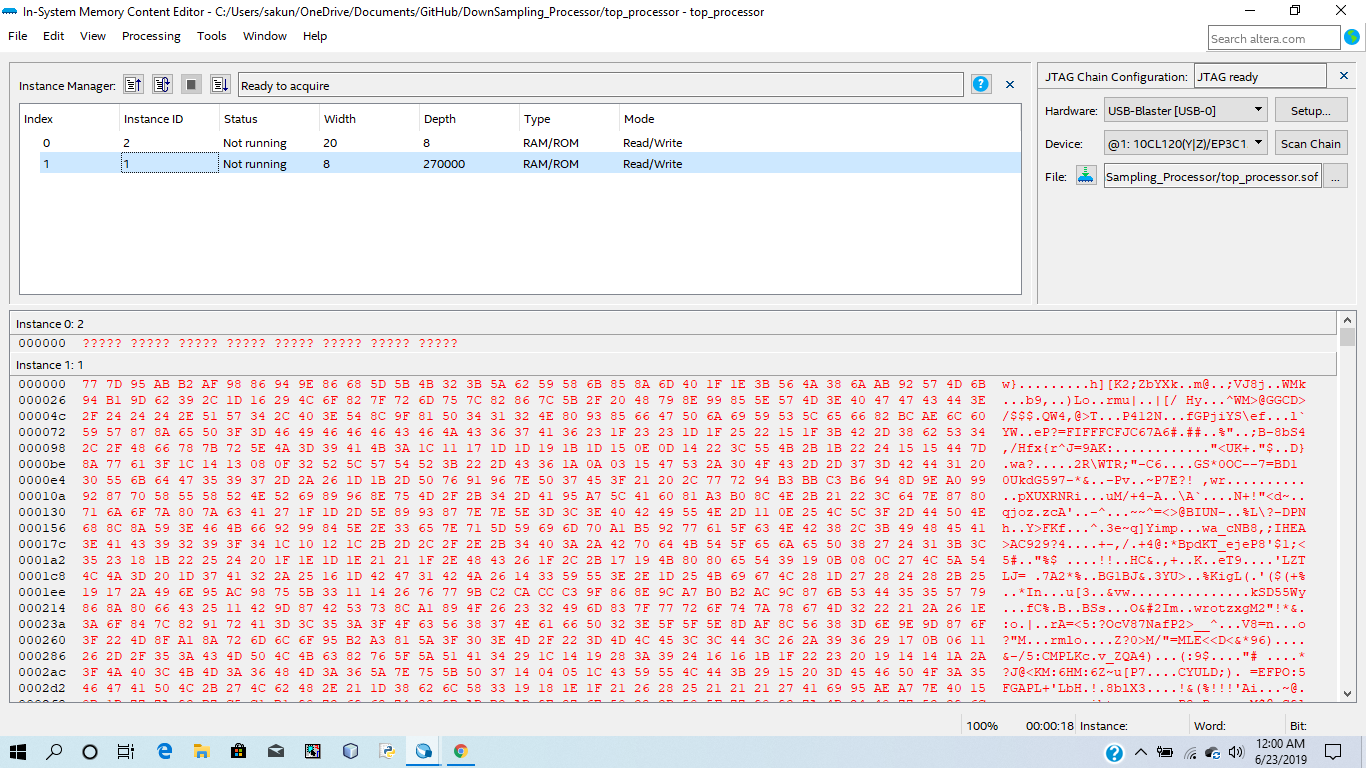 In-System Memory Content Editor - C:/Users/sakun/OneDrive/Documents/GitHub/DownSampling_Processor/top_processor - top_processor
File Edit View Processing Tools Window Help
Search altera.com
Instance Manager: Ready to acquire
JTAG Chain Configuration: JTAG ready
Index Instance ID Status Width Depth Type Mode
0 2 Not running 20 8 RAM/ROM Read/Write
1 1 Not running 8 270000 RAM/ROM Read/Write
Hardware: USB-Blaster [USB-0] Setup...
Device: @1: 10CL120(Y|Z)/EP3C1 Scan Chain
File: Sampling_Processor/top_processor.sof ...
Instance 0: 2
000000 ????? ????? ????? ????? ????? ????? ????? ?????
Instance 1: 1
000000 77 7D 95 AB B2 AF 98 86 94 9E 86 68 5D 5B 4B 32 3B 5A 62 59 58 6B 85 8A 6D 40 1F 1E 3B 56 4A 38 6A AB 92 57 4D 6B w}.........h][K2;ZbYXk..m@..;VJ8j..WMk
000026 94 B1 9D 62 39 2C 1D 16 29 4C 6F 82 7F 72 6D 75 7C 82 86 7C 5B 2F 20 48 79 8E 99 85 5E 57 4D 3E 40 47 47 43 44 3E ...b9,..)Lo..rmu|..|[/ Hy...^WM>@GGCD>
00004c 2F 24 24 24 2E 51 57 34 2C 40 3E 54 8C 9F 81 50 34 31 32 4E 80 93 85 66 47 50 6A 69 59 53 5C 65 66 82 BC AE 6C 60 /$$$.QW4,@>T...P412N...fGPjiYS\ef...l`
000072 59 57 87 8A 65 50 3F 3D 46 49 46 46 46 43 46 4A 43 36 37 41 36 23 1F 23 23 1D 1F 25 22 15 1F 3B 42 2D 38 62 53 34 YW..eP?=FIFFFCFJC67A6#.##..%"..;B-8bS4
000098 2C 2F 48 66 78 7B 72 5E 4A 3D 39 41 4B 3A 1C 11 17 1D 1D 19 1B 1D 15 0E 0D 14 22 3C 55 4B 2B 1B 22 24 15 15 44 7D ,/Hfx{r^J=9AK:............"<UK+."$..D}
0000be 8A 77 61 3F 1C 14 13 08 0F 32 52 5C 57 54 52 3B 22 2D 43 36 1A 0A 03 15 47 53 2A 30 4F 43 2D 2D 37 3D 42 44 31 20 .wa?.....2R\WTR;"-C6....GS*0OC--7=BD1
0000e4 30 55 6B 64 47 35 39 37 2D 2A 26 1D 1B 2D 50 76 91 96 7E 50 37 45 3F 21 20 2C 77 72 94 B3 BB C3 B6 94 8D 9E A0 99 0UkdG597-*&..-Pv..~P7E?! ,wr..........
00010a 92 87 70 58 55 58 52 4E 52 69 89 96 8E 75 4D 2F 2B 34 2D 41 95 A7 5C 41 60 81 A3 B0 8C 4E 2B 21 22 3C 64 7E 87 80 ..pXUXRNRi...uM/+4-A..\A`....N+!"<d~..
000130 71 6A 6F 7A 80 7A 63 41 27 1F 1D 2D 5E 89 93 7E 7E 5E 3D 3C 3E 40 42 49 55 4E 2D 11 0E 25 4C 5C 3F 2D 44 50 4E qjoz.zcA'..-^...~~^=<>@BIUN-..%L\?-DPN
000156 68 8C 8A 59 3E 46 4B 66 92 99 84 5E 2E 33 65 7E 71 5D 59 69 6D 70 A1 B5 92 77 61 5F 63 4E 42 38 2C 3B 49 48 45 41 h..Y>FKf...^.3e~q]Yimp...wa_cNB8,;IHEA
00017c 3E 41 43 39 32 39 3F 34 1C 10 12 1C 2B 2D 2C 2F 2E 2B 34 40 3A 2A 42 70 64 4B 54 5F 65 6A 65 50 38 27 24 31 3B 3C >AC929?4....+-,/.+4@:*BpdKT_ejeP8'$1;<
0001a2 35 23 18 1B 22 25 24 20 1F 1E 1D 1E 21 21 1F 2E 48 43 26 1F 2C 2B 17 19 4B 80 80 65 54 39 19 0B 08 0C 27 4C 5A 54 5#.."%$ ....!!..HC&.,+..K..eT9....'LZT
0001c8 4C 4A 3D 20 1D 37 41 32 2A 25 16 1D 42 47 31 42 4A 26 14 33 59 55 3E 2E 1D 25 4B 69 67 4C 28 1D 27 28 24 28 2B 25 LJ= .7A2*%..BG1BJ&.3YU>..%KigL(.'($(+%
0001ee 19 17 2A 49 6E 95 AC 98 75 5B 33 11 14 26 76 77 9B C2 CA CC C3 9F 86 8E 9C A7 B0 B2 AC 9C 87 6B 53 44 35 35 57 79 ..*In...u[3..&vw...............kSD55Wy
000214 86 8A 80 66 43 25 11 42 9D 87 42 53 73 8C A1 89 4F 26 23 32 49 6D 83 7F 77 72 6F 74 7A 78 67 4D 32 22 21 2A 26 1E ...fC%.B..BSs...O&#2Im..wrotzxgM2"!*&.
00023a 3A 6F 84 7C 82 91 72 41 3D 3C 35 3A 3F 4F 63 56 38 37 4E 61 66 50 32 3E 5F 5F 5E 8D AF 8C 56 38 3D 6E 9E 9D 87 6F :o.|..rA=<5:?OcV87NafP2>__^...V8=n...o
000260 3F 22 4D 8F A1 8A 72 6D 6C 6F 95 B2 A3 81 5A 3F 30 3E 4D 2F 22 3D 4D 4C 45 3C 3C 44 3C 26 2A 39 36 29 17 0B 06 11 ?"M...rmlo....Z?0>M/"=MLE<<D<&*96)....
000286 26 2D 2F 35 3A 43 4D 50 4C 4B 63 82 76 5F 5A 51 41 34 29 1C 14 19 28 3A 39 24 16 16 1B 1F 22 23 20 19 14 14 1A 2A &-/5:CMPLKc.v_ZQA4)...(:9$...."# ....*
0002ac 3F 4A 40 3C 4B 4D 3A 36 48 4D 3A 36 5A 7E 75 5B 50 37 14 04 05 1C 43 59 55 4C 44 3B 29 15 20 3D 45 46 50 4F 3A 35 ?J@<KM:6HM:6Z~u[P7....CYULD;). =EFPO:5
0002d2 46 47 41 50 4C 2B 27 4C 62 48 2E 21 1D 38 62 6C 58 33 19 18 1E 1F 21 26 28 25 21 21 21 27 41 69 95 AE A7 7E 40 15 FGAPL+'LbH.!.8blX3....!&(%!!!'Ai...~@.
100% 00:00:18 Instance: Word: Bit:
12:00 AM
6/23/2019